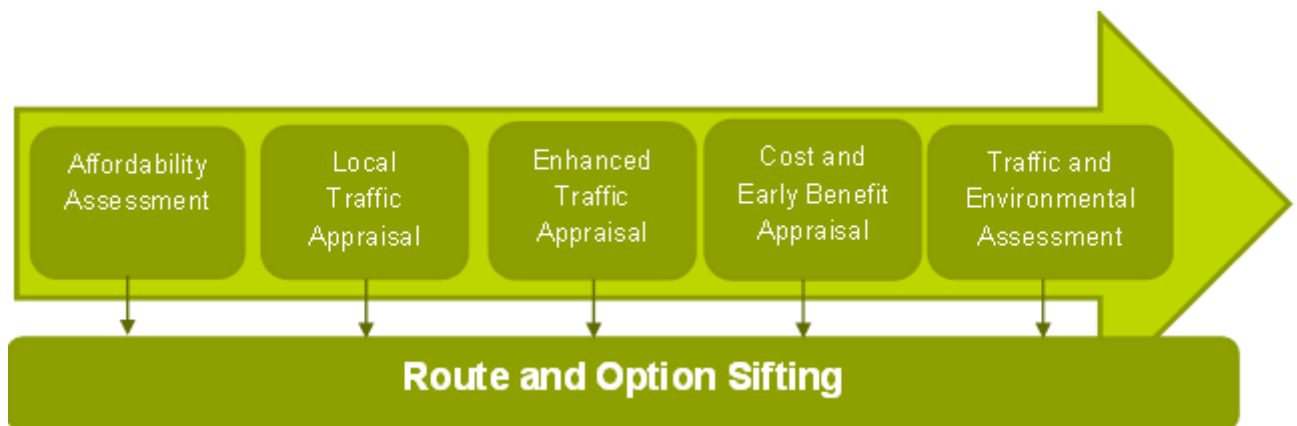 Affordability
Assessment
Local
Traffic
Appraisal
Enhanced
Traffic
Appraisal
Cost and
Early Benefit
Appraisal
Traffic and
Environmental
Assessment
Route and Option Sifting